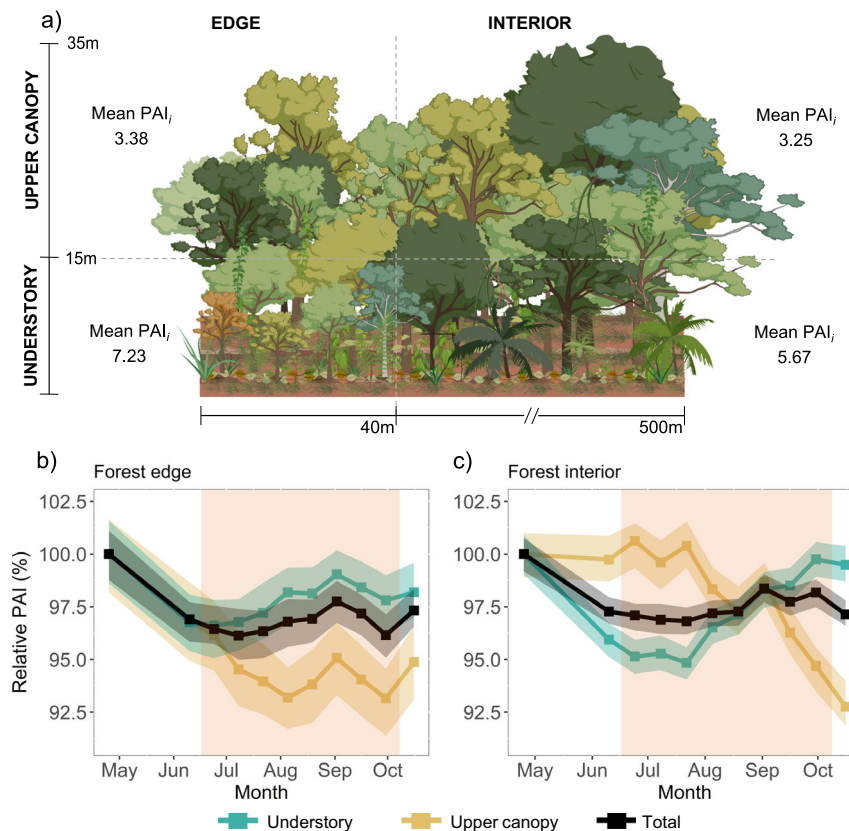 a)
EDGE
INTERIOR
35m
UPPER CANOPY
Mean PAIi
3.38
Mean PAIi
3.25
15m
UNDERSTORY
Mean PAIi
7.23
Mean PAIi
5.67
40m
500m
b)
Forest edge
Relative PAI (%)
102.5
100.0
97.5
95.0
92.5
May Jun Jul Aug Sep Oct
Month
c)
Forest interior
102.5
100.0
97.5
95.0
92.5
May Jun Jul Aug Sep Oct
Month
Understory Upper canopy Total